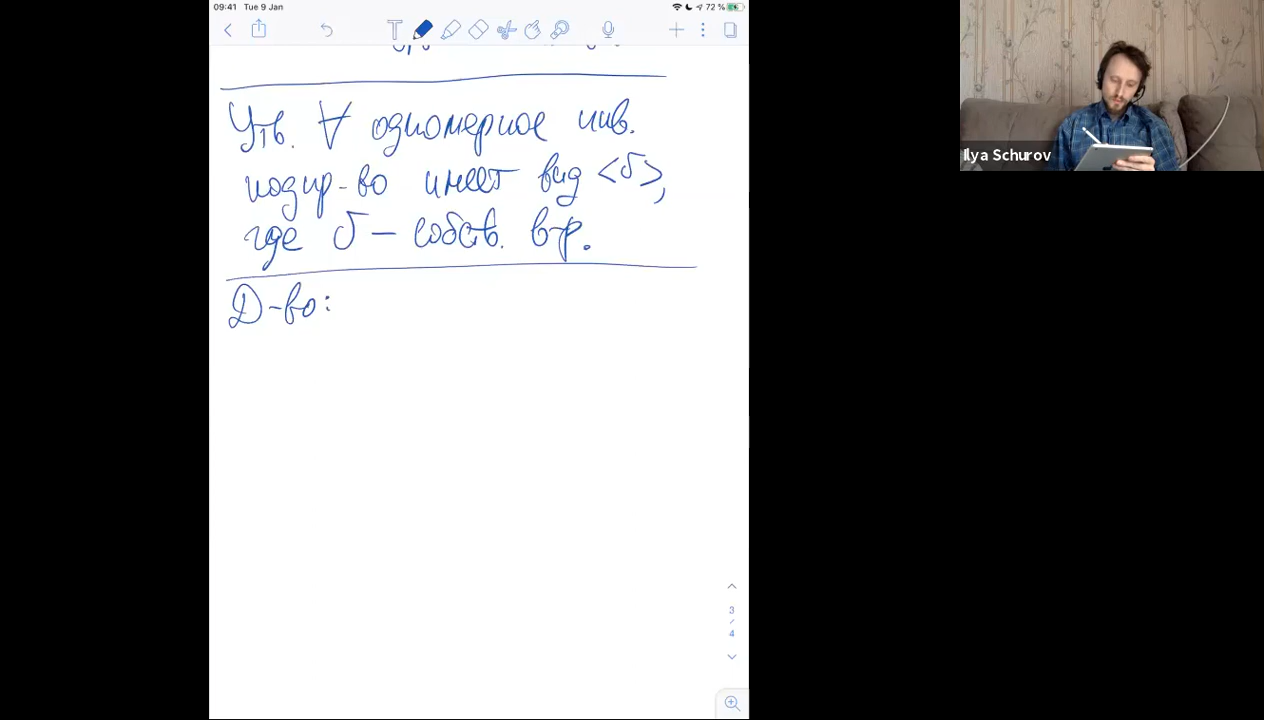 09:41 Tue 9 Jan
72 %
Утв. ∀ одномерное инв.
подпр-во имеет вид <v>,
где v – собств. в-р.
Д-во:
3
/
4
Ilya Schurov